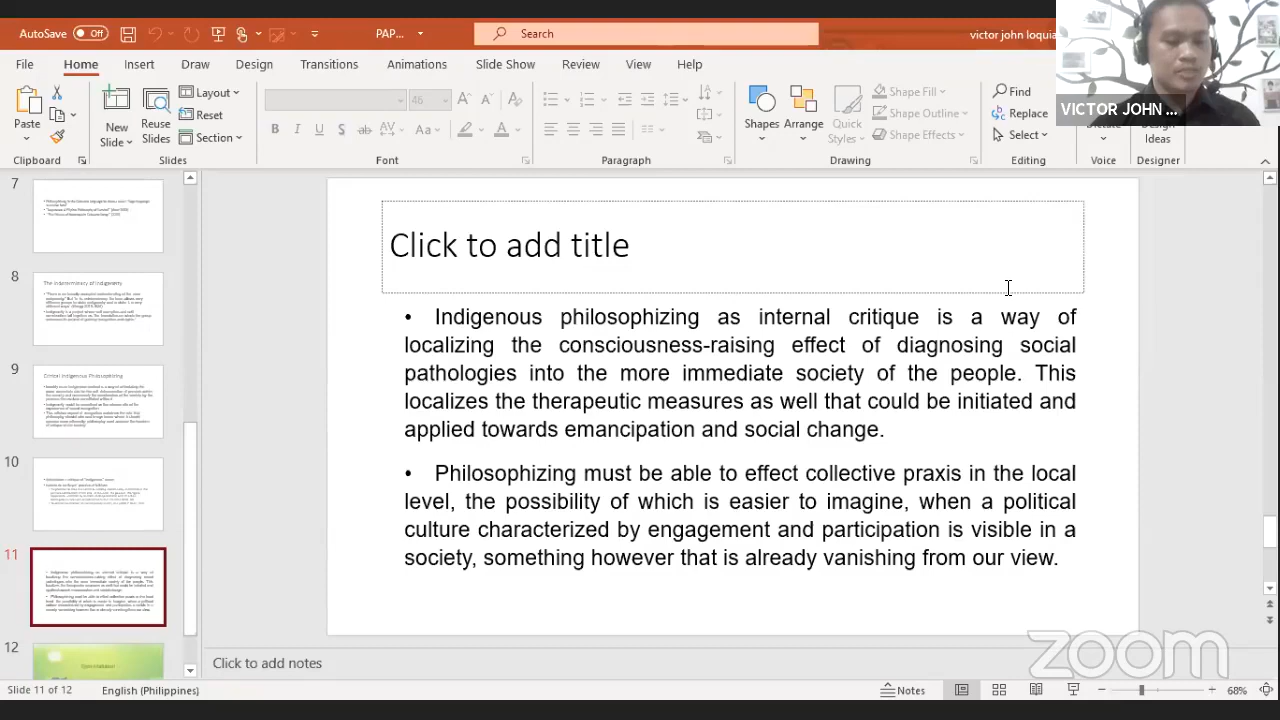 AutoSave Off PAP... Search victor john loquia
File Home Insert Draw Design Transitions Animations Slide Show Review View Help
Paste New Slide Reuse Slides Layout Reset Section 46 Shapes Arrange Quick Styles Shape Fill Shape Outline Shape Effects Find Replace Select Dictate Design Ideas
VICTOR JOHN ...
Clipboard Slides Font Paragraph Drawing Editing Voice Designer
7
8
The Indeterminacy of Indigeneity
9
Critical Indigenous Philosophizing
10
11
12
Click to add title
• Indigenous philosophizing as internal critique is a way of
localizing the consciousness-raising effect of diagnosing social
pathologies into the more immediate society of the people. This
localizes the therapeutic measures as well that could be initiated and
applied towards emancipation and social change.
• Philosophizing must be able to effect collective praxis in the local
level, the possibility of which is easier to imagine, when a political
culture characterized by engagement and participation is visible in a
society, something however that is already vanishing from our view.
Click to add notes
zoom
Slide 11 of 12 English (Philippines) Notes 68%